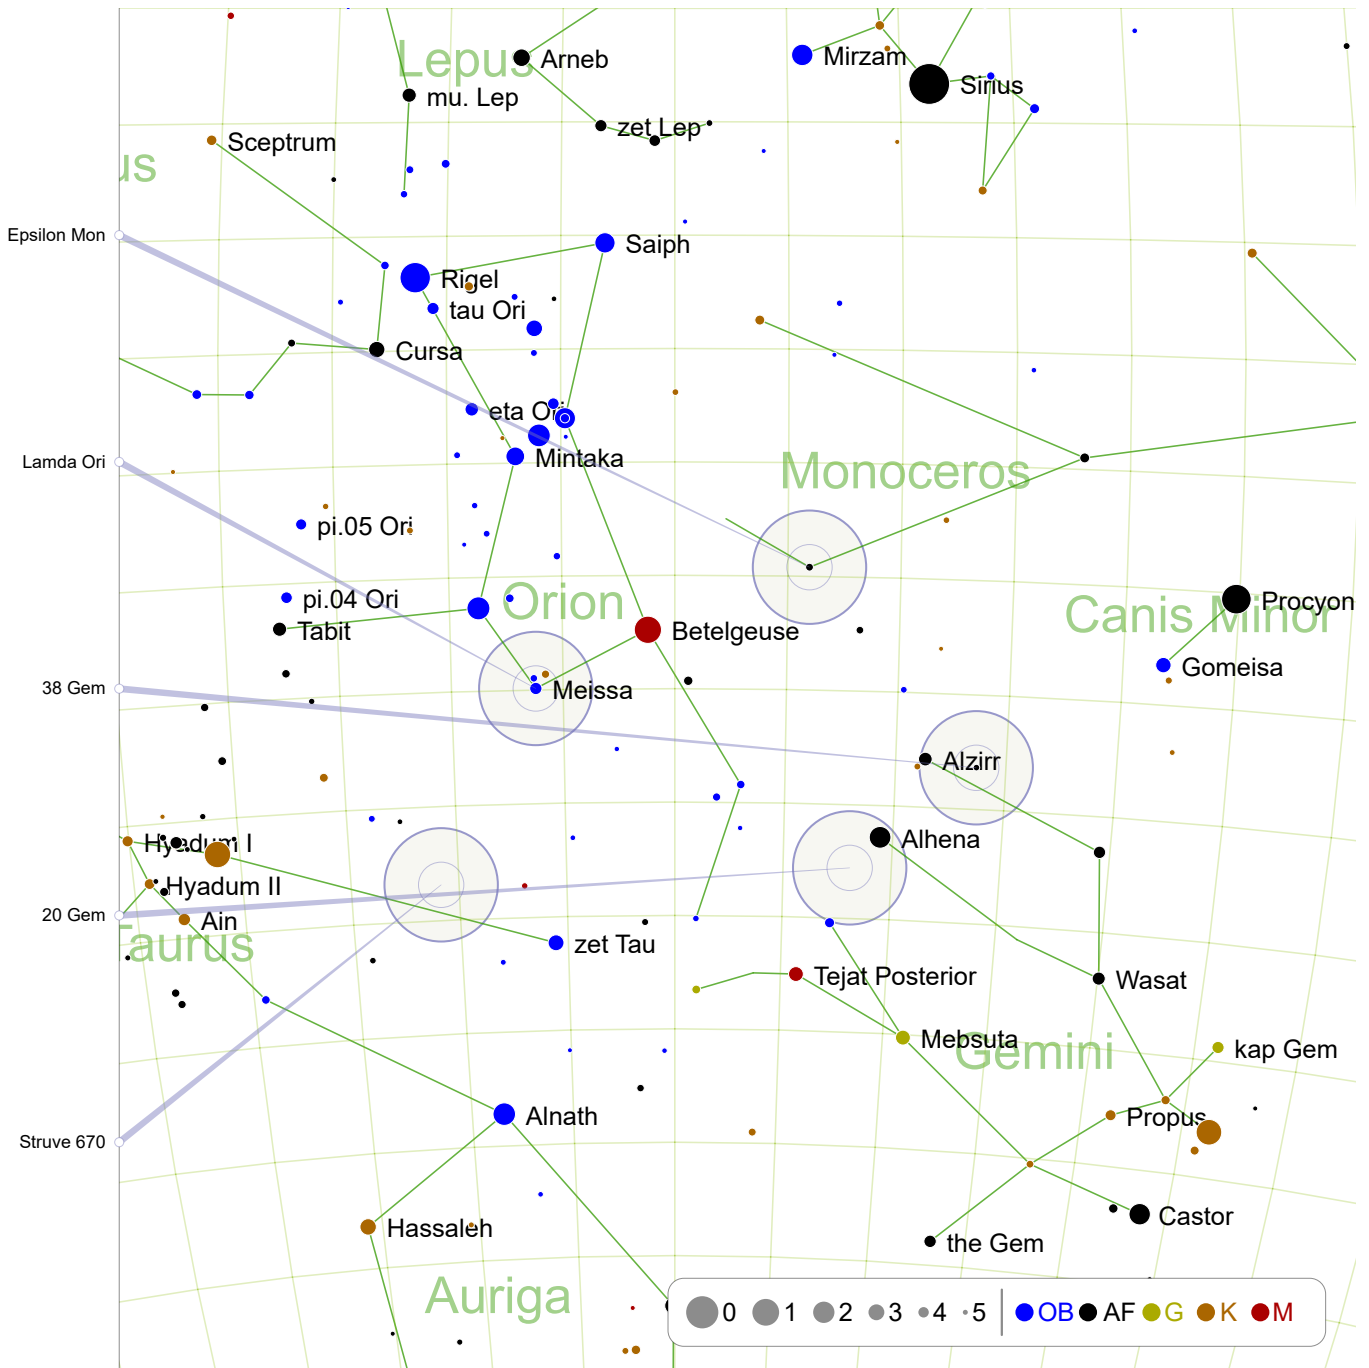 Lepus
Arneb
Mirzam
Sirius
mu. Lep
zet Lep
Sceptrum
us
Epsilon Mon
Saiph
Rigel
tau Ori
Cursa
eta Ori
Mintaka
Lamda Ori
Monoceros
pi.05 Ori
pi.04 Ori
Orion
Canis Minor
Procyon
Tabit
Betelgeuse
Gomeisa
38 Gem
Meissa
Alzirr
Hyadum I
Alhena
Hyadum II
20 Gem
Ain
Taurus
zet Tau
Tejat Posterior
Wasat
Mebsuta
Gemini
kap Gem
Alnath
Propus
Struve 670
Hassaleh
Castor
the Gem
Auriga
0 1 2 3 4 5 OB AF G K M